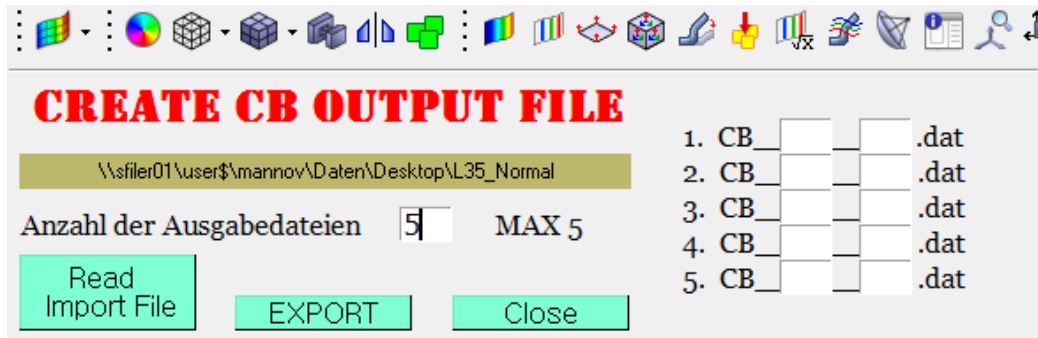 CREATE CB OUTPUT FILE
\\sfiler01\user$\mannov\Daten\Desktop\L35_Normal
Anzahl der Ausgabedateien 5 MAX 5
Read
Import File
EXPORT
Close
1. CB__ __ .dat
2. CB__ __ .dat
3. CB__ __ .dat
4. CB__ __ .dat
5. CB__ __ .dat